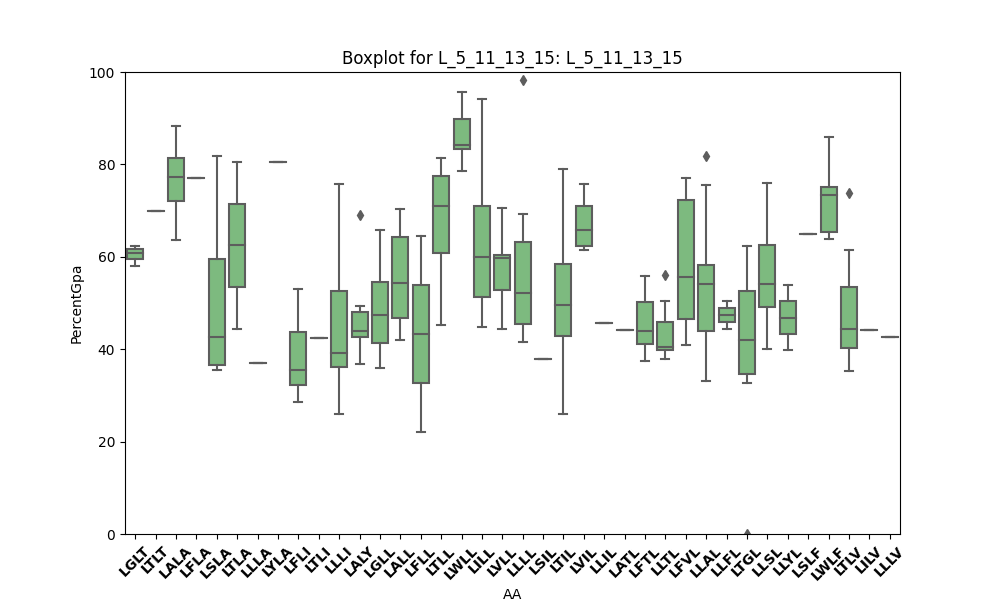 Boxplot for L_5_11_13_15: L_5_11_13_15
100
80
60
40
20
0
PercentGpa
LGLT
LTLT
LALA
LFLA
LSLA
LTLA
LLLA
LYLA
LFLI
LTLI
LLLI
LALY
LGLL
LALL
LFLL
LTLL
LWLL
LILL
LVLL
LLLL
LSIL
LTIL
LVIL
LLIL
LATL
LFTL
LLTL
LFVL
LLAL
LLFL
LTGL
LLSL
LLYL
LSLF
LWLF
LTLV
LILV
LLLV
AA